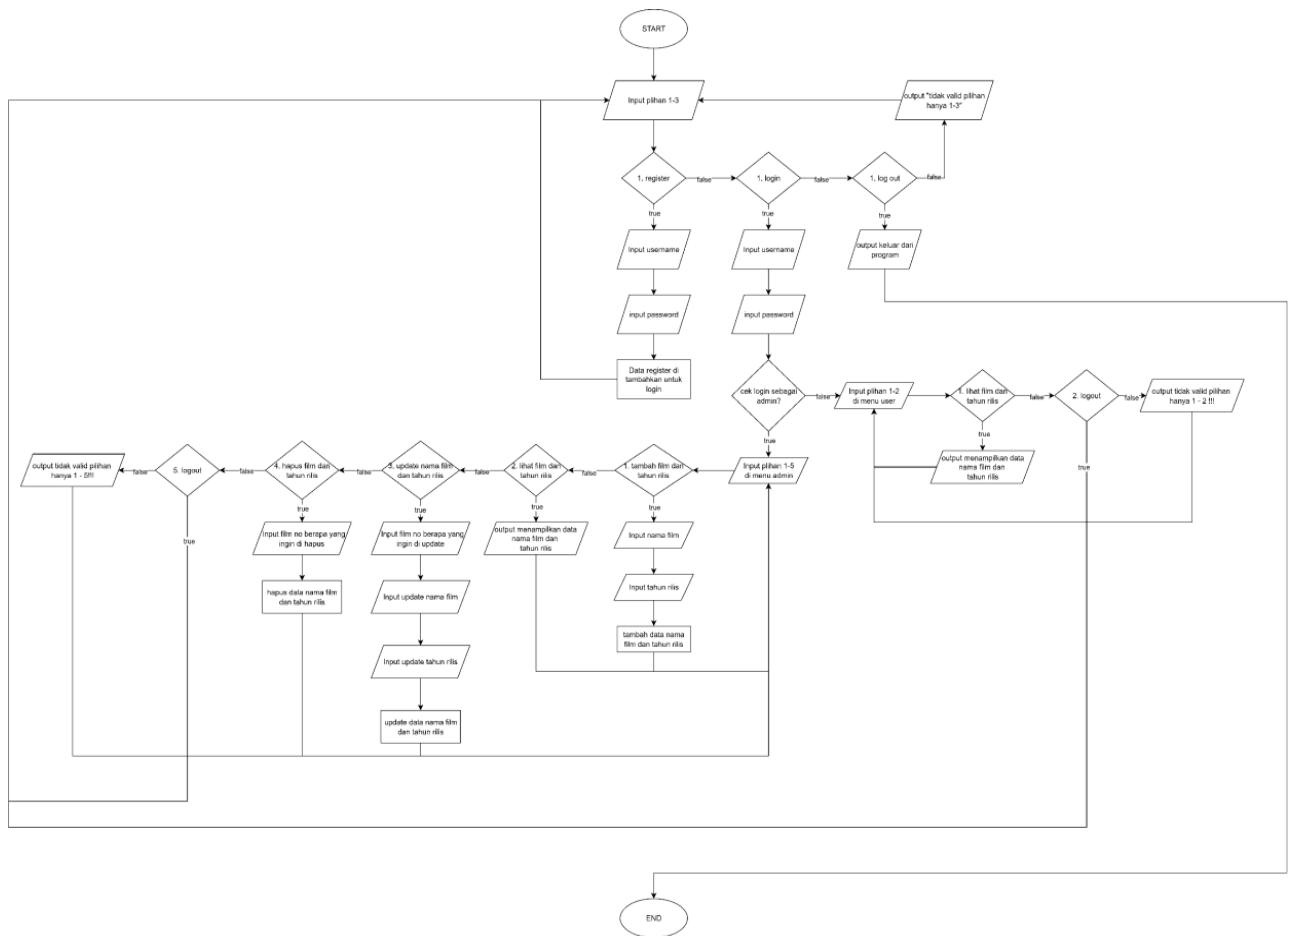 START
Input plihan 1-3
output "tidak valid pilihan
hanya 1-3"
1, register
false
1, login
false
1, log out
false
true
true
true
Input username
Input username
output keluar dari
program
input password
input password
Data register di
tambahkan untuk
login
cek login sebagai
admin?
false
Input plihan 1-2
di menu user
1. lihat film dan
tahun rilis
false
2. logout
false
output tidak valid pilihan
hanya 1 - 2 !!!
true
true
true
output menampilkan data
nama film dan
tahun rilis
output tidak valid pilihan
hanya 1 - 5!!!
false
5. logout
false
4. hapus film dan
tahun rilis
false
3, update nama film
dan tahun rilis
false
2. lihat film dan
tahun rilis
false
1. tambah film dan
tahun rilis
Input plihan 1-5
di menu admin
true
true
true
true
true
Input film no berapa yang
ingin di hapus
Input film no berapa yang
ingin di update
output menampilkan data
nama film dan
tahun rilis
Input nama film
hapus data nama film
dan tahun rilis
Input update nama film
Input tahun rilis
tambah data nama
film dan tahun rilis
Input update tahun rilis
update data nama film
dan tahun rilis
END